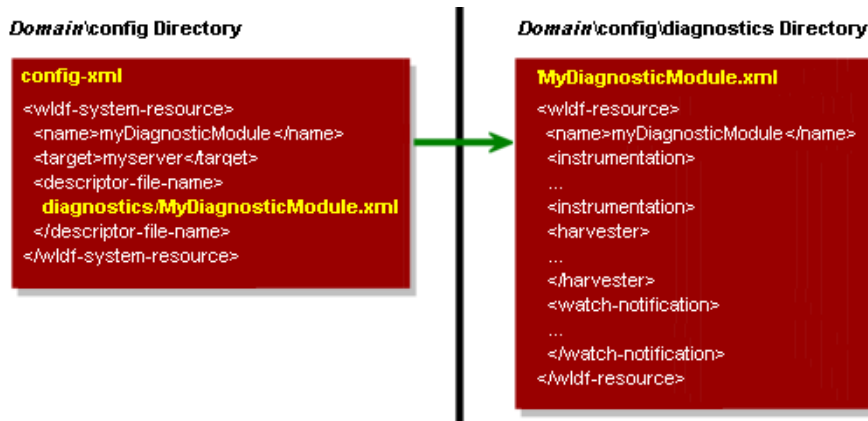 Domain\config Directory
config-xml
<wldf-system-resource>
<name>myDiagnosticModule</name>
<target>myserver</target>
<descriptor-file-name>
diagnostics/MyDiagnosticModule.xml
</descriptor-file-name>
</wldf-system-resource>
Domain\config\diagnostics Directory
MyDiagnosticModule.xml
<wldf-resource>
<name>myDiagnosticModule</name>
<instrumentation>
...
<instrumentation>
<harvester>
...
</harvester>
<watch-notification>
...
</watch-notification>
</wldf-resource>